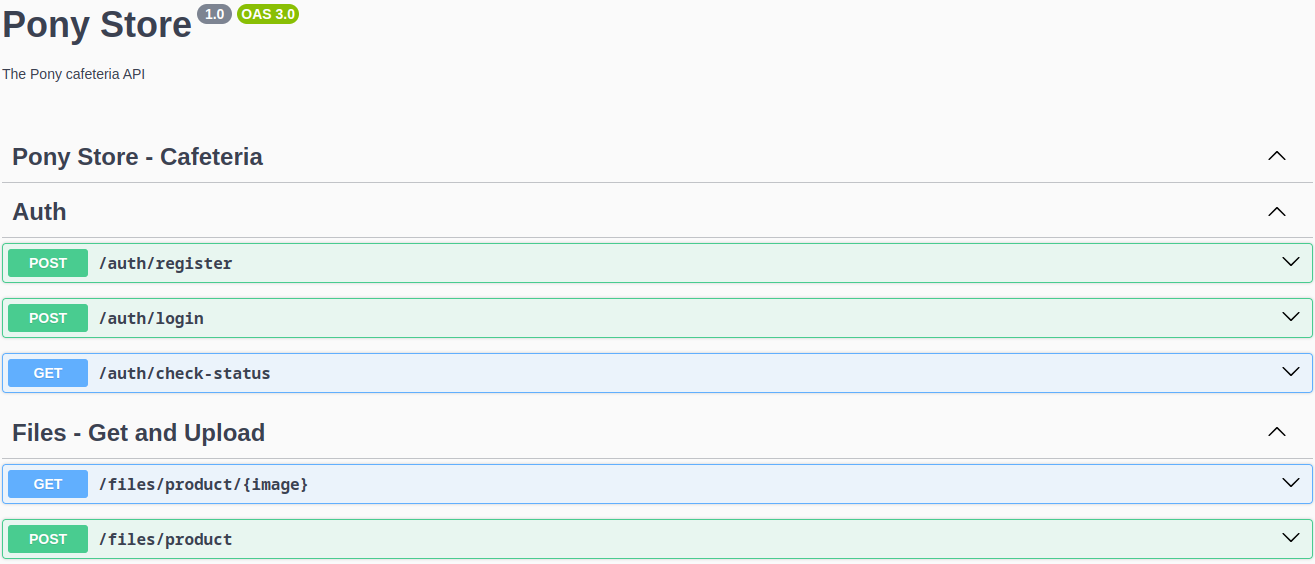 Pony Store 1.0 OAS 3.0
The Pony cafeteria API
Pony Store - Cafeteria
Auth
POST /auth/register
POST /auth/login
GET /auth/check-status
Files - Get and Upload
GET /files/product/{image}
POST /files/product